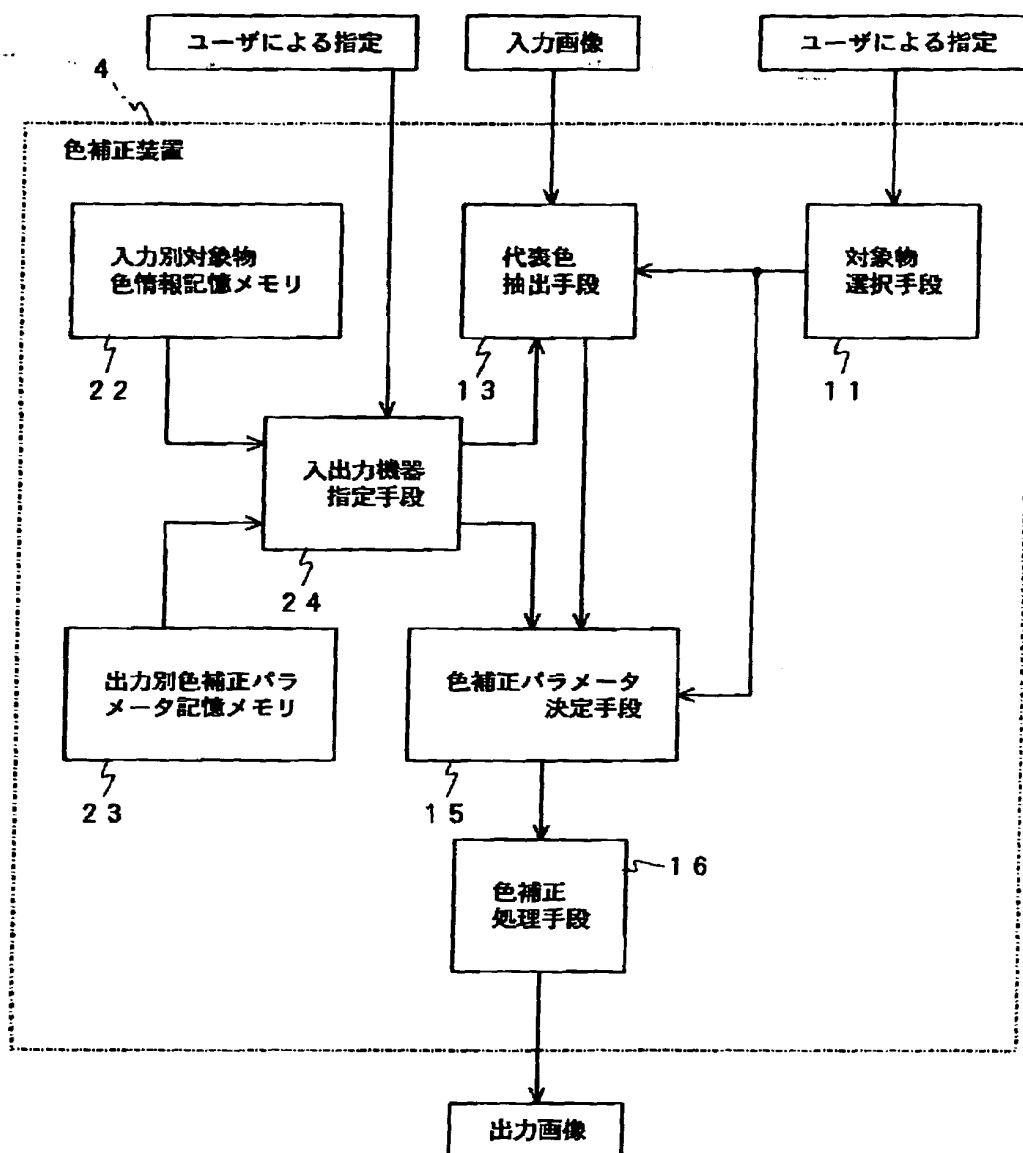 ユーザによる指定
入力画像
ユーザによる指定
4
色補正装置
入力別対象物
色情報記憶メモリ
22
代表色
抽出手段
13
対象物
選択手段
11
入出力機器
指定手段
24
出力別色補正パラ
メータ記憶メモリ
23
色補正パラメータ
決定手段
15
色補正
処理手段
16
出力画像